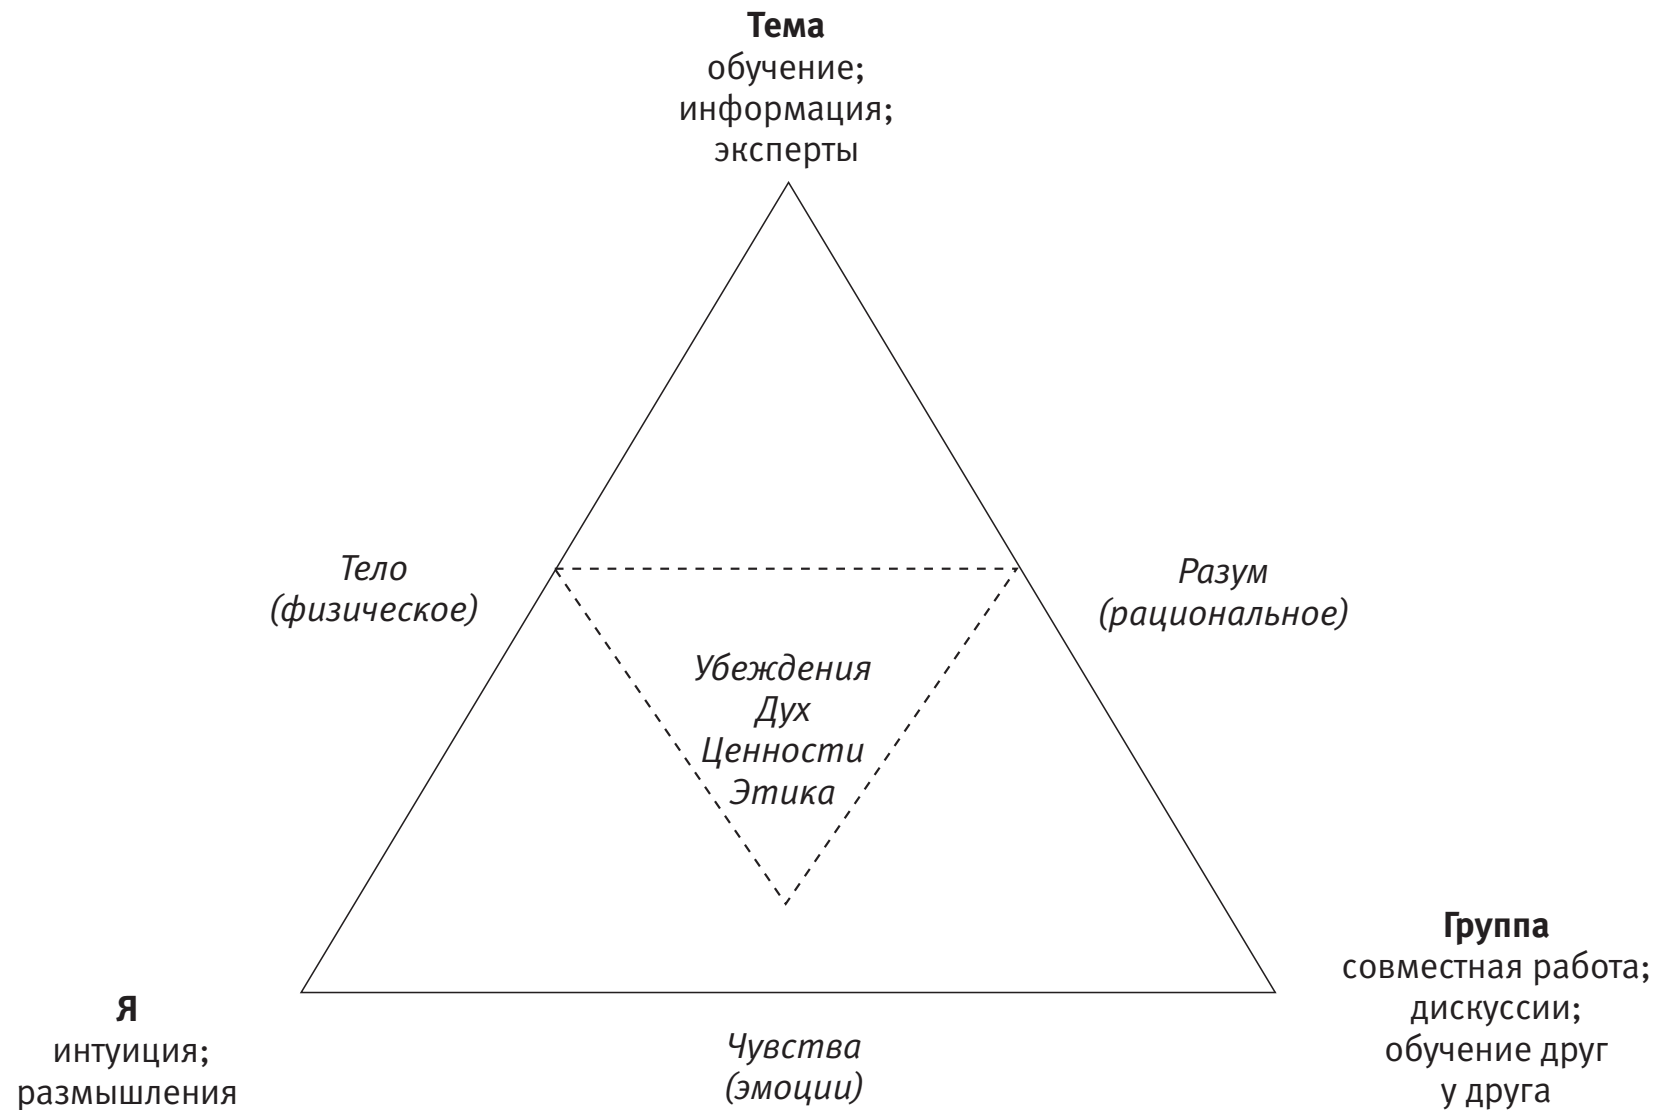 Тема
обучение;
информация;
эксперты
Тело
(физическое)
Разум
(рациональное)
Убеждения
Дух
Ценности
Этика
Я
интуиция;
размышления
Чувства
(эмоции)
Группа
совместная работа;
дискуссии;
обучение друг
у друга